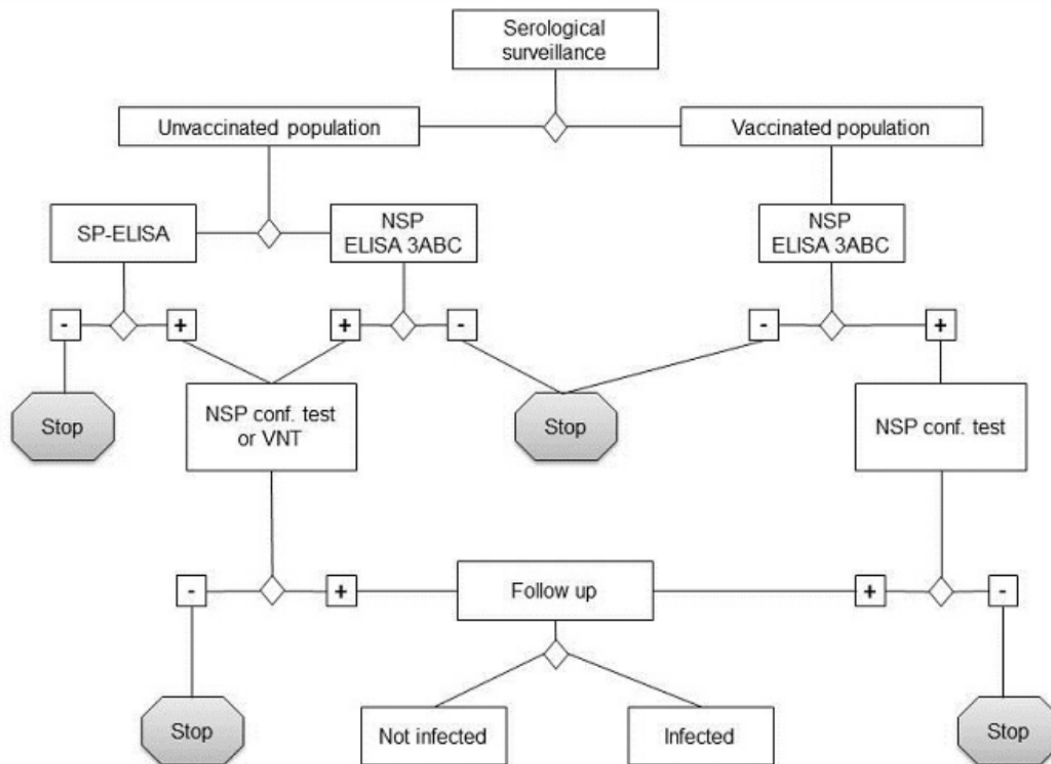 Serological
surveillance
Unvaccinated population
Vaccinated population
SP-ELISA
NSP
ELISA 3ABC
NSP
ELISA 3ABC
-
+
+
-
-
+
Stop
NSP conf. test
or VNT
Stop
NSP conf. test
-
+
Follow up
+
-
Stop
Not infected
Infected
Stop